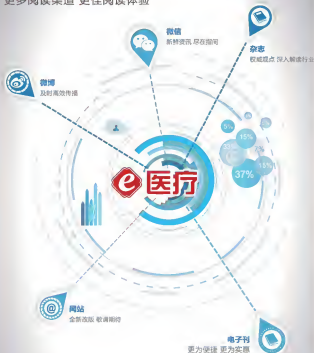 更多阅读渠道 更佳阅读体验
微信
新鲜资讯 尽在指间
杂志
权威观点 深入解读行业
微博
及时高效传播
5%
15%
37%
e医疗
网站
全新改版 敬请期待
电子刊
更为便捷 更为实惠